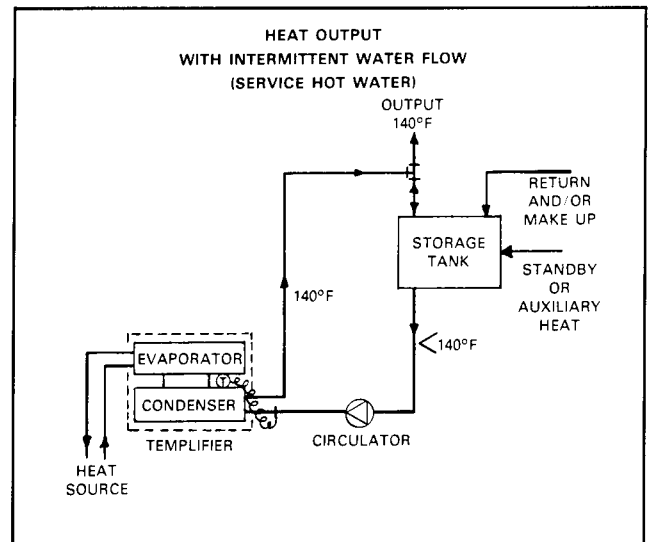 HEAT OUTPUT
WITH INTERMITTENT WATER FLOW
(SERVICE HOT WATER)
OUTPUT
140°F
RETURN
AND/OR
MAKE UP
STORAGE
TANK
STANDBY
OR
AUXILIARY
HEAT
140°F
<140°F
EVAPORATOR
T
CONDENSER
TEMPLIFIER
CIRCULATOR
HEAT
SOURCE